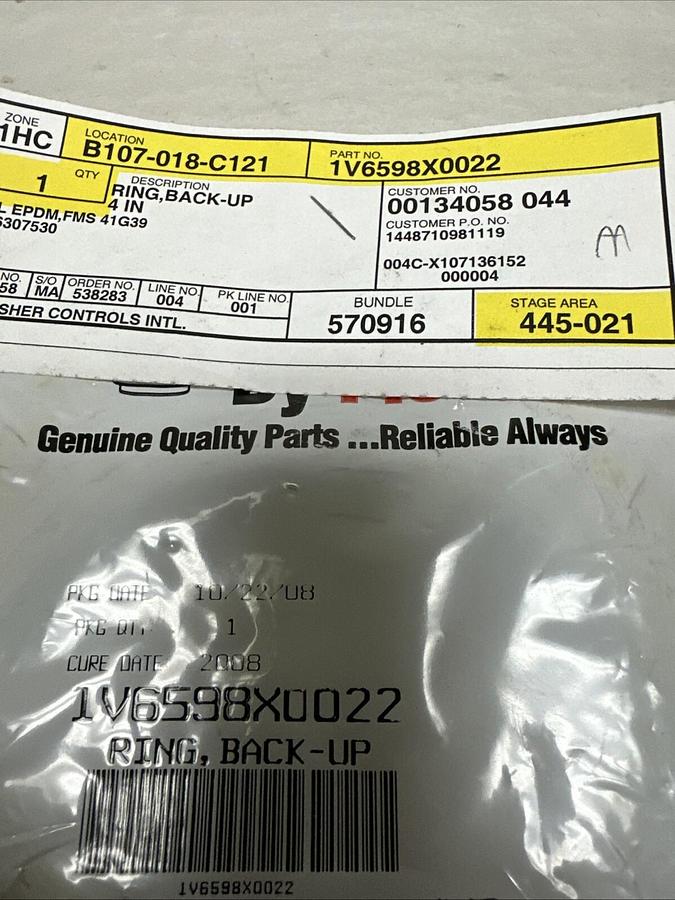 ZONE
1HC
LOCATION
B107-018-C121
PART NO.
1V6598X0022
1
QTY
DESCRIPTION
RING,BACK-UP
4 IN
L EPDM,FMS 41G39
6307530
CUSTOMER NO.
00134058 044
CUSTOMER P.O. NO.
1448710981119
004C-X107136152
000004
NO.
58
S/O
MA
ORDER NO.
538283
LINE NO.
004
PK LINE NO.
001
SHER CONTROLS INTL.
BUNDLE
570916
STAGE AREA
445-021
By
Genuine Quality Parts ...Reliable Always
PKG DATE 10/22/08
PKG QTY 1
CURE DATE 2008
1V6598X0022
RING, BACK-UP
1V6598X0022